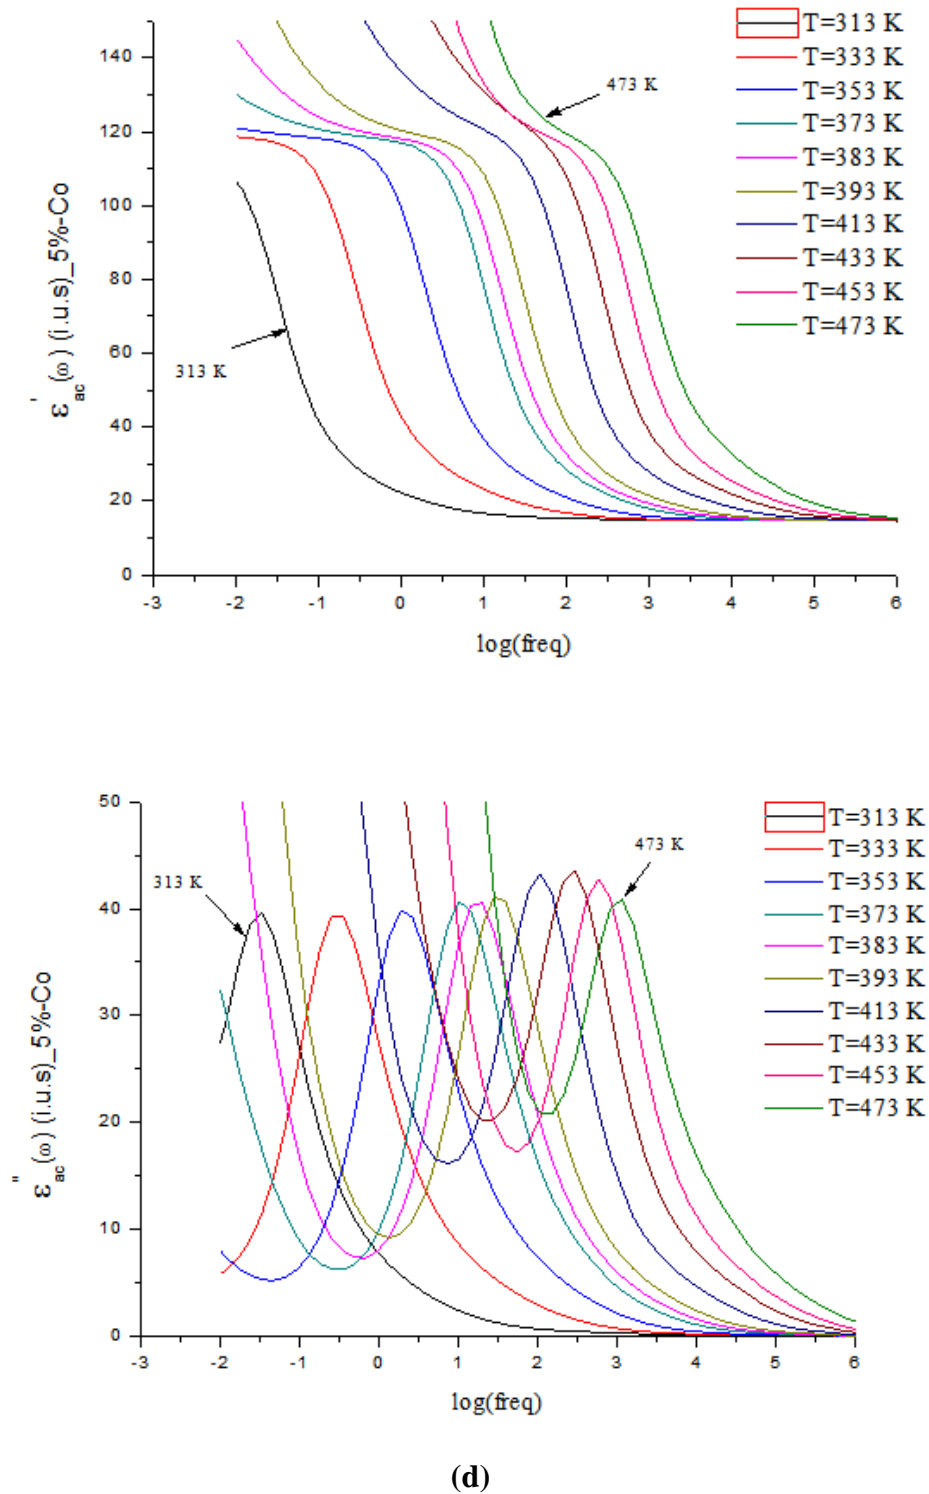 T=313 K
T=333 K
T=353 K
T=373 K
T=383 K
T=393 K
T=413 K
T=433 K
T=453 K
T=473 K
473 K
313 K
ε'ac(ω) (i.u.s)_5%-Co
140
120
100
80
60
40
20
0
-3 -2 -1 0 1 2 3 4 5 6
log(freq)
T=313 K
T=333 K
T=353 K
T=373 K
T=383 K
T=393 K
T=413 K
T=433 K
T=453 K
T=473 K
473 K
313 K
ε"ac(ω) (i.u.s)_5%-Co
50
40
30
20
10
0
-3 -2 -1 0 1 2 3 4 5 6
log(freq)
(d)